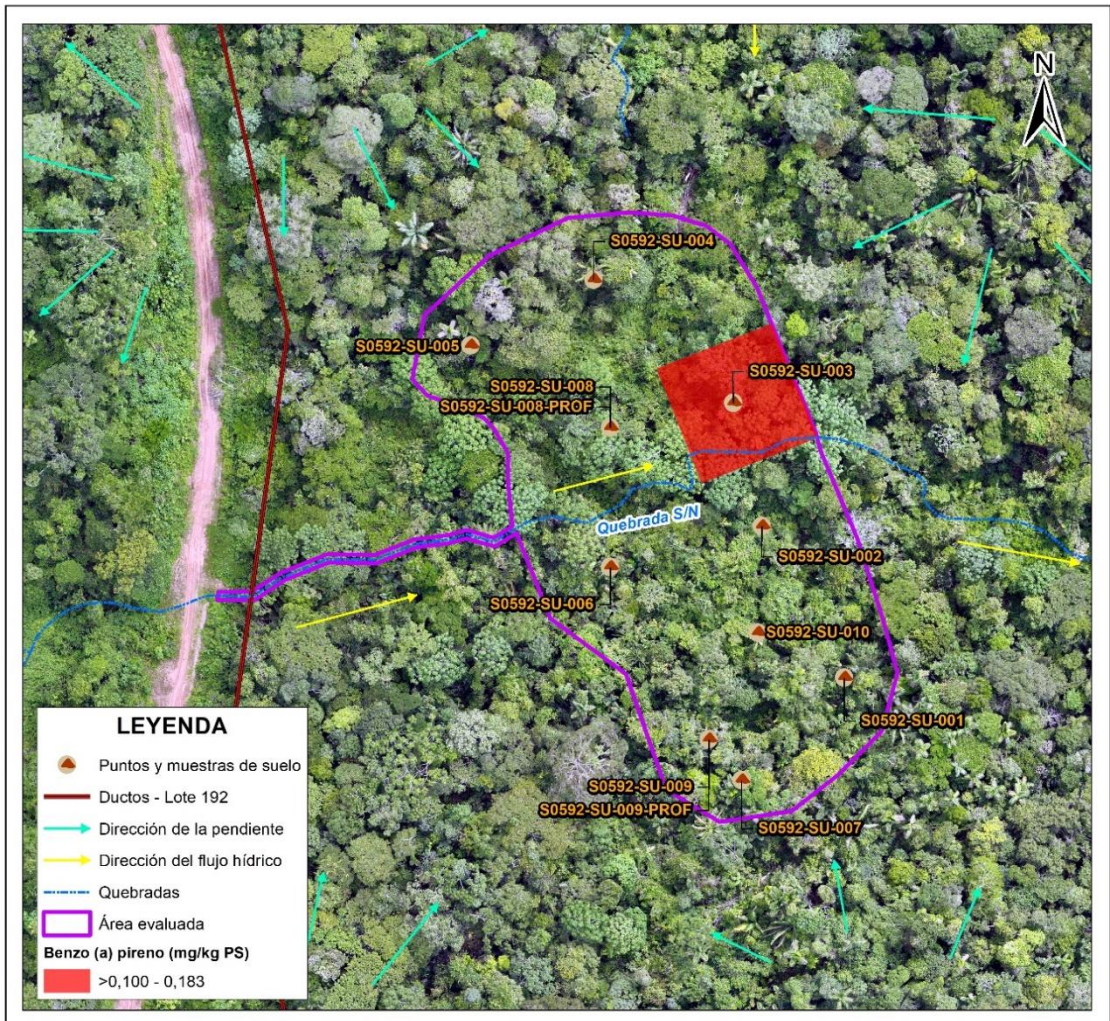 N
S0592-SU-004
S0592-SU-005
S0592-SU-003
S0592-SU-008
S0592-SU-008-PROF
Quebrada S/N
S0592-SU-002
S0592-SU-006
S0592-SU-010
S0592-SU-001
S0592-SU-009
S0592-SU-009-PROF
S0592-SU-007
LEYENDA
Puntos y muestras de suelo
Ductos - Lote 192
Dirección de la pendiente
Dirección del flujo hídrico
Quebradas
Área evaluada
Benzo (a) pireno (mg/kg PS)
>0,100 - 0,183